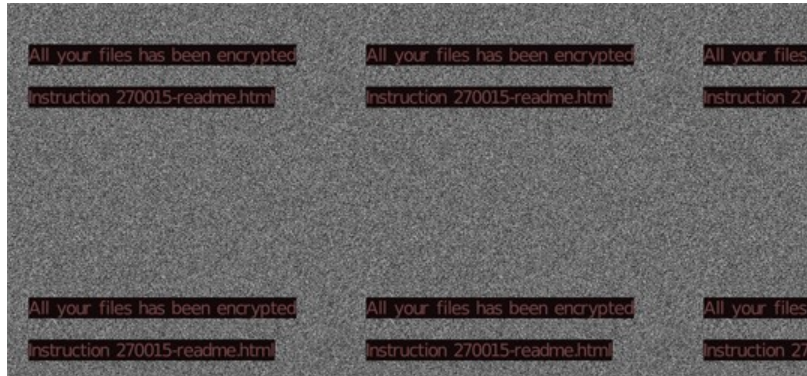 All your files has been encrypted All your files has been encrypted All your files
Instruction 270015-readme.html Instruction 270015-readme.html Instruction 27
All your files has been encrypted All your files has been encrypted All your files
Instruction 270015-readme.html Instruction 270015-readme.html Instruction 27